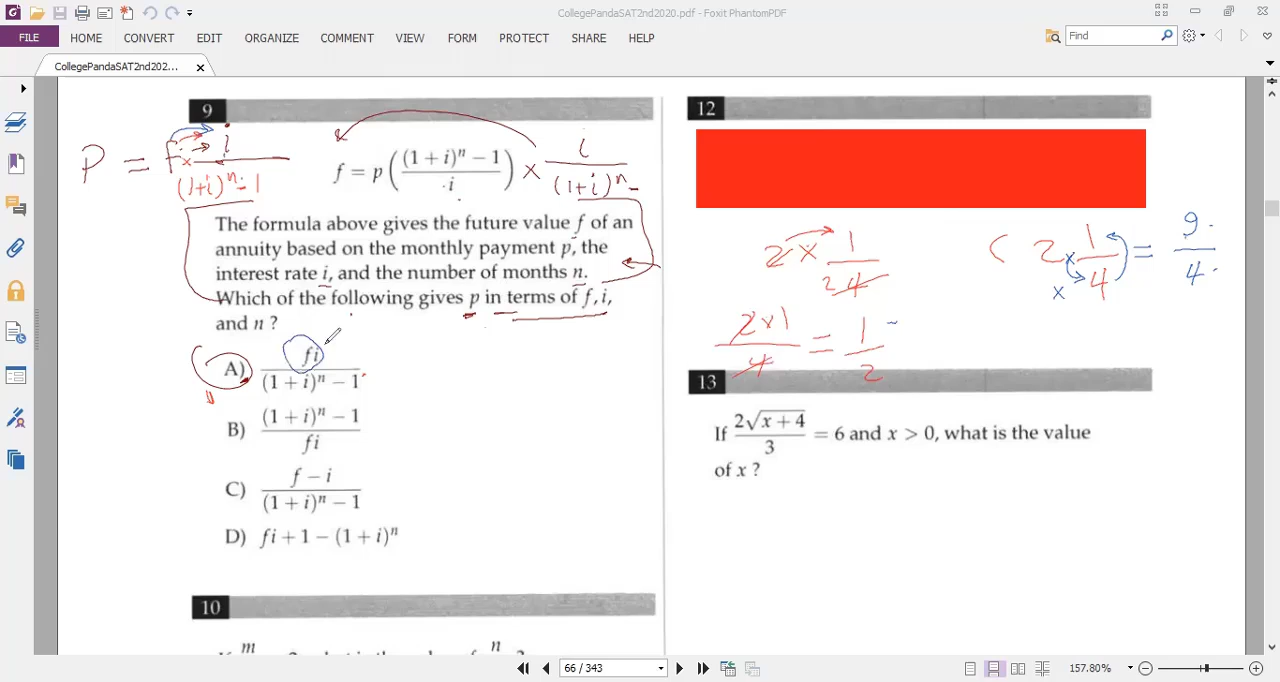 CollegePandaSAT2nd2020.pdf - Foxit PhantomPDF
FILE HOME CONVERT EDIT ORGANIZE COMMENT VIEW FORM PROTECT SHARE HELP
Find
CollegePandaSAT2nd202...
9
P = f × i / (1+i)^n - 1
f = p( ((1 + i)^n − 1) / i ) × i / (1+i)^n -
The formula above gives the future value f of an
annuity based on the monthly payment p, the
interest rate i, and the number of months n.
Which of the following gives p in terms of f, i,
and n ?
A) fi / ((1 + i)^n − 1)
B) ((1 + i)^n − 1) / fi
C) (f − i) / ((1 + i)^n − 1)
D) fi + 1 − (1 + i)^n
10
m
n
12
2 × 1 / 4 2
2×1 / 4 = 1 / 2
( 2 × 1 / 4 ) = 9 / 4
x
13
If 2√(x + 4) / 3 = 6 and x > 0, what is the value
of x ?
66 / 343
157.80%